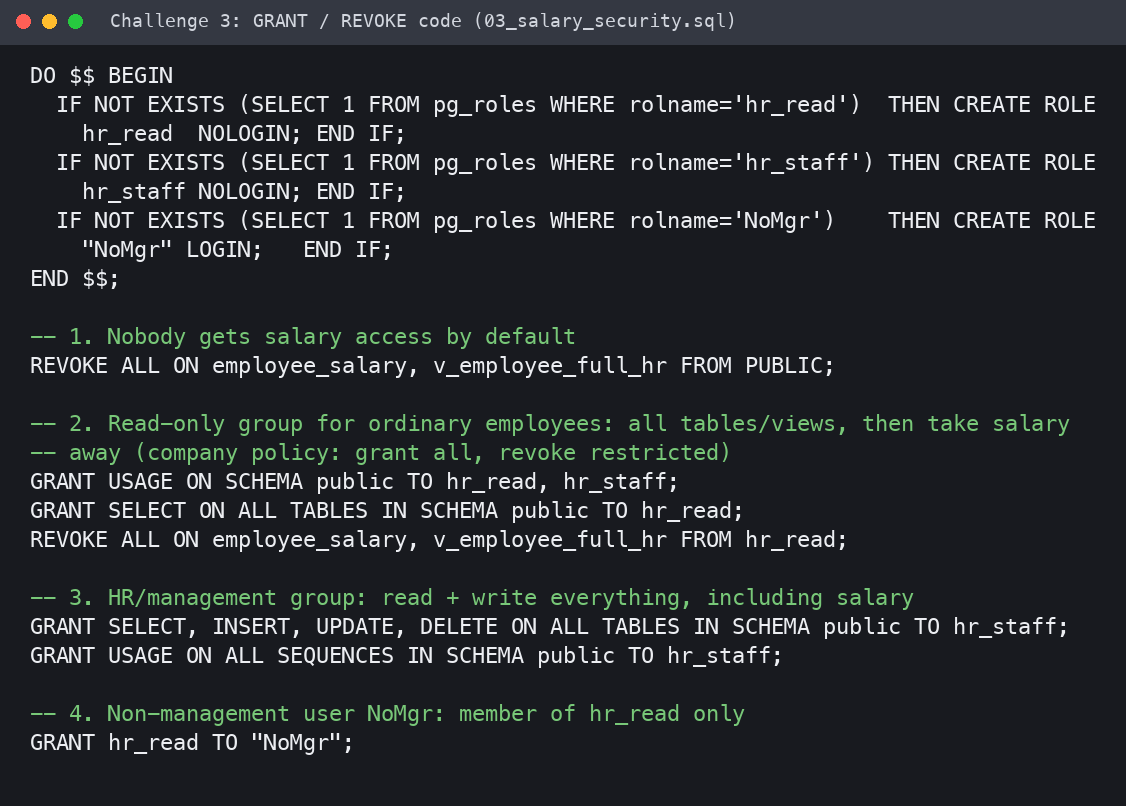 Challenge 3: GRANT / REVOKE code (03_salary_security.sql)
DO $$ BEGIN
  IF NOT EXISTS (SELECT 1 FROM pg_roles WHERE rolname='hr_read')  THEN CREATE ROLE
    hr_read  NOLOGIN; END IF;
  IF NOT EXISTS (SELECT 1 FROM pg_roles WHERE rolname='hr_staff') THEN CREATE ROLE
    hr_staff NOLOGIN; END IF;
  IF NOT EXISTS (SELECT 1 FROM pg_roles WHERE rolname='NoMgr')    THEN CREATE ROLE
    "NoMgr" LOGIN;   END IF;
END $$;

-- 1. Nobody gets salary access by default
REVOKE ALL ON employee_salary, v_employee_full_hr FROM PUBLIC;

-- 2. Read-only group for ordinary employees: all tables/views, then take salary
-- away (company policy: grant all, revoke restricted)
GRANT USAGE ON SCHEMA public TO hr_read, hr_staff;
GRANT SELECT ON ALL TABLES IN SCHEMA public TO hr_read;
REVOKE ALL ON employee_salary, v_employee_full_hr FROM hr_read;

-- 3. HR/management group: read + write everything, including salary
GRANT SELECT, INSERT, UPDATE, DELETE ON ALL TABLES IN SCHEMA public TO hr_staff;
GRANT USAGE ON ALL SEQUENCES IN SCHEMA public TO hr_staff;

-- 4. Non-management user NoMgr: member of hr_read only
GRANT hr_read TO "NoMgr";